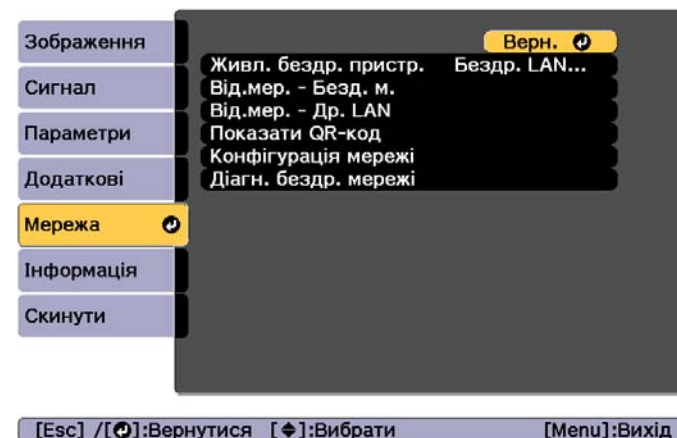 Зображення
Сигнал
Параметри
Додаткові
Мережа
Інформація
Скинути
Верн.
Живл. бездр. пристр. Бездр. LAN...
Від.мер. - Безд. м.
Від.мер. - Др. LAN
Показати QR-код
Конфігурація мережі
Діагн. бездр. мережі
[Esc] /[⏎]:Вернутися [◆]:Вибрати [Menu]:Вихід